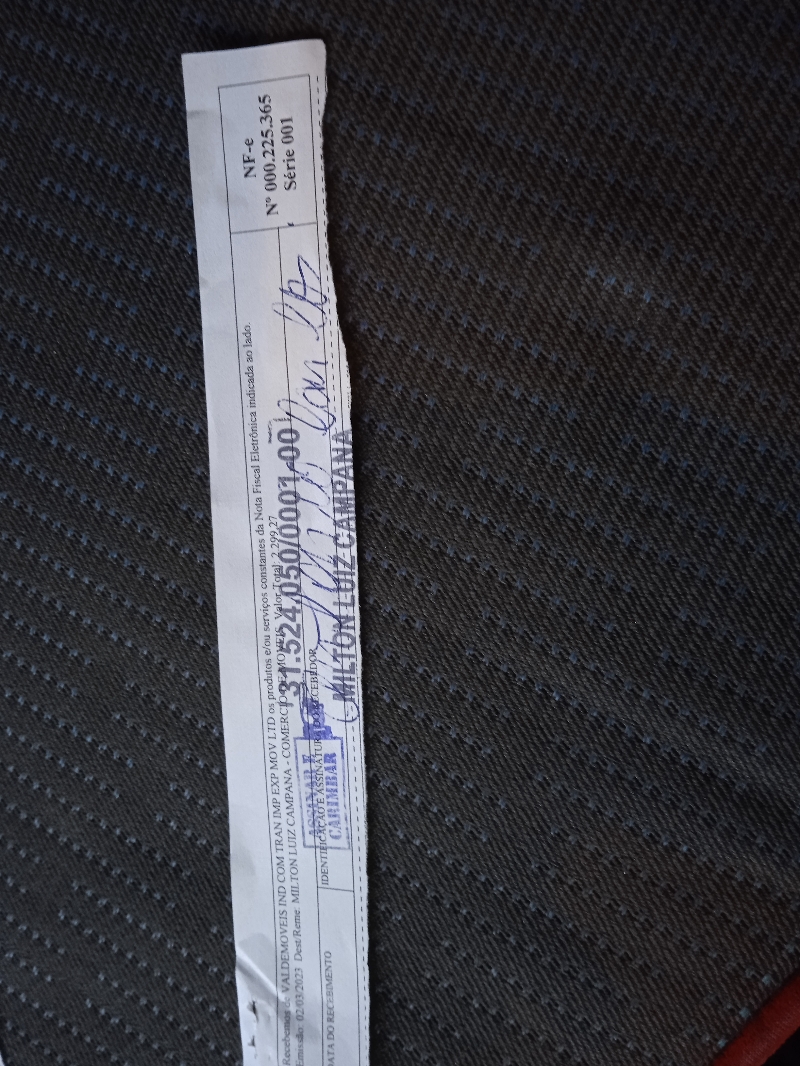 Recebemos de VALDEMOVEIS IND COM TRAN IMP EXP MOV LTD os produtos e/ou serviços constantes da Nota Fiscal Eletrônica indicada ao lado.
Emissão: 02/03/2023 Dest/Reme: MILTON LUIZ CAMPANA - COMERCIO DE MOVEIS Valor Total: 2.299,27
DATA DO RECEBIMENTO
IDENTIFICAÇÃO E ASSINATURA DO RECEBEDOR
NF-e
Nº 000.225.365
Série 001
31.524.050/0001-00
MILTON LUIZ CAMPANA
ASSINAR E
CARIMBAR